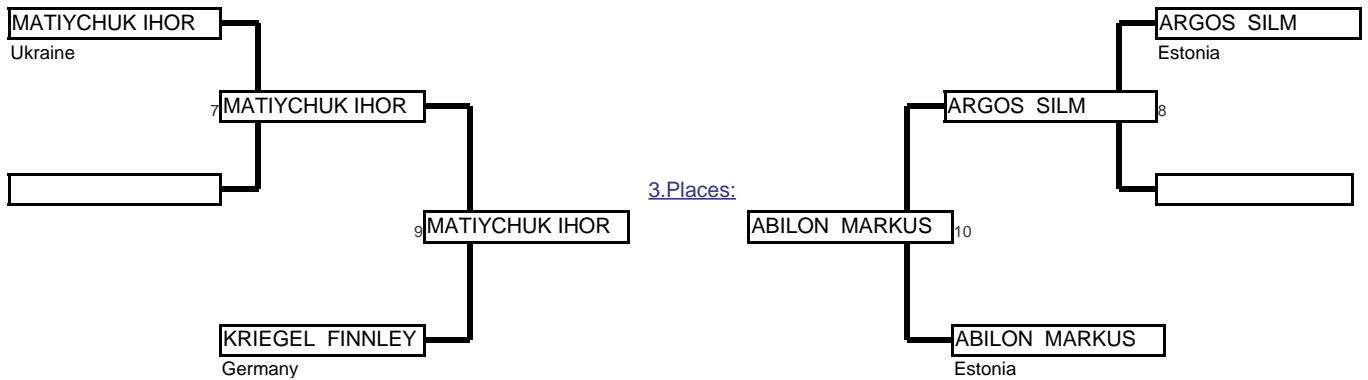 MATIYCHUK IHOR
ARGOS SILM
Ukraine
Estonia
7 MATIYCHUK IHOR
ARGOS SILM 8
3.Places:
9 MATIYCHUK IHOR
ABILON MARKUS 10
KRIEGEL FINNLEY
ABILON MARKUS
Germany
Estonia